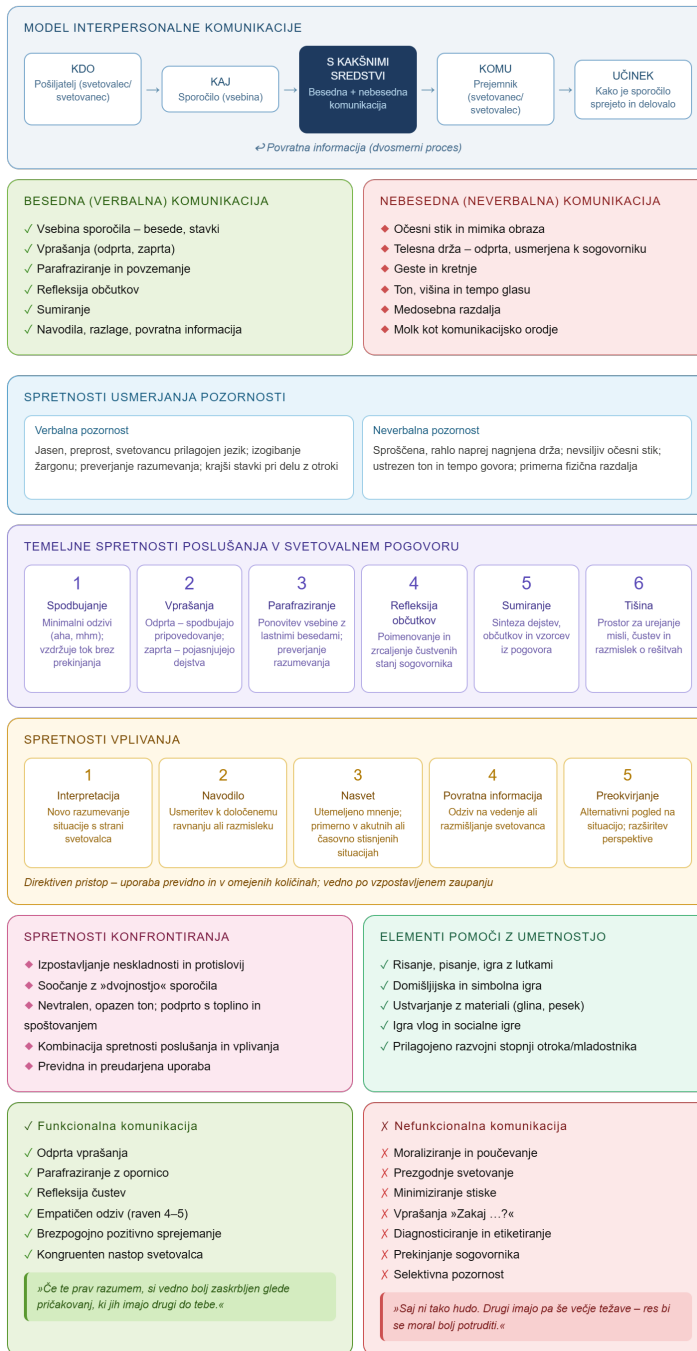 MODEL INTERPERSONALNE KOMUNIKACIJE
KDO
Pošiljatelj (svetovalec/
svetovanec)
→
KAJ
Sporočilo (vsebina)
→
S KAKŠNIMI
SREDSTVI
Besedna + nebesedna
komunikacija
→
KOMU
Prejemnik
(svetovanec/
svetovalec)
→
UČINEK
Kako je sporočilo
sprejeto in delovalo
↩ Povratna informacija (dvosmerni proces)
BESEDNA (VERBALNA) KOMUNIKACIJA
✓ Vsebina sporočila – besede, stavki
✓ Vprašanja (odprta, zaprta)
✓ Parafraziranje in povzemanje
✓ Refleksija občutkov
✓ Sumiranje
✓ Navodila, razlage, povratna informacija
NEBESEDNA (NEVERBALNA) KOMUNIKACIJA
◆ Očesni stik in mimika obraza
◆ Telesna drža – odprta, usmerjena k sogovorniku
◆ Geste in kretnje
◆ Ton, višina in tempo glasu
◆ Medosebna razdalja
◆ Molk kot komunikacijsko orodje
SPRETNOSTI USMERJANJA POZORNOSTI
Verbalna pozornost
Jasen, preprost, svetovancu prilagojen jezik; izogibanje
žargonu; preverjanje razumevanja; krajši stavki pri delu z otroki
Neverbalna pozornost
Sproščena, rahlo naprej nagnjena drža; nevsiljiv očesni stik;
ustrezen ton in tempo govora; primerna fizična razdalja
TEMELJNE SPRETNOSTI POSLUŠANJA V SVETOVALNEM POGOVORU
1
Spodbujanje
Minimalni odzivi
(aha, mhm);
vzdržuje tok brez
prekinjanja
2
Vprašanja
Odprta – spodbujajo
pripovedovanje;
zaprta – pojasnjujejo
dejstva
3
Parafraziranje
Ponovitev vsebine z
lastnimi besedami;
preverjanje
razumevanja
4
Refleksija
občutkov
Poimenovanje in
zrcaljenje čustvenih
stanj sogovornika
5
Sumiranje
Sinteza dejstev,
občutkov in vzorcev
iz pogovora
6
Tišina
Prostor za urejanje
misli, čustev in
razmislek o rešitvah
SPRETNOSTI VPLIVANJA
1
Interpretacija
Novo razumevanje
situacije s strani
svetovalca
2
Navodilo
Usmeritev k določenemu
ravnanju ali razmisleku
3
Nasvet
Utemeljeno mnenje;
primerno v akutnih ali
časovno stisnjenih
situacijah
4
Povratna informacija
Odziv na vedenje ali
razmišljanje svetovanca
5
Preokvirjanje
Alternativni pogled na
situacijo; razširitev
perspektive
Direktiven pristop – uporaba previdno in v omejenih količinah; vedno po vzpostavljenem zaupanju
SPRETNOSTI KONFRONTIRANJA
◆ Izpostavljanje neskladnosti in protislovij
◆ Soočanje z »dvojnostjo« sporočila
◆ Nevtralen, opazen ton; podprto s toplino in
spoštovanjem
◆ Kombinacija spretnosti poslušanja in vplivanja
◆ Previdna in preudarjena uporaba
ELEMENTI POMOČI Z UMETNOSTJO
✓ Risanje, pisanje, igra z lutkami
✓ Domišljijska in simbolna igra
✓ Ustvarjanje z materiali (glina, pesek)
✓ Igra vlog in socialne igre
✓ Prilagojeno razvojni stopnji otroka/mladostnika
✓ Funkcionalna komunikacija
✓ Odprta vprašanja
✓ Parafraziranje z opornico
✓ Refleksija čustev
✓ Empatičen odziv (raven 4–5)
✓ Brezpogojno pozitivno sprejemanje
✓ Kongruenten nastop svetovalca
»Če te prav razumem, si vedno bolj zaskrbljen glede
pričakovanj, ki jih imajo drugi do tebe.«
✗ Nefunkcionalna komunikacija
✗ Moraliziranje in poučevanje
✗ Prezgodnje svetovanje
✗ Minimiziranje stiske
✗ Vprašanja »Zakaj …?«
✗ Diagnosticiranje in etiketiranje
✗ Prekinjanje sogovornika
✗ Selektivna pozornost
»Saj ni tako hudo. Drugi imajo pa še večje težave – res bi
se moral bolj potruditi.«